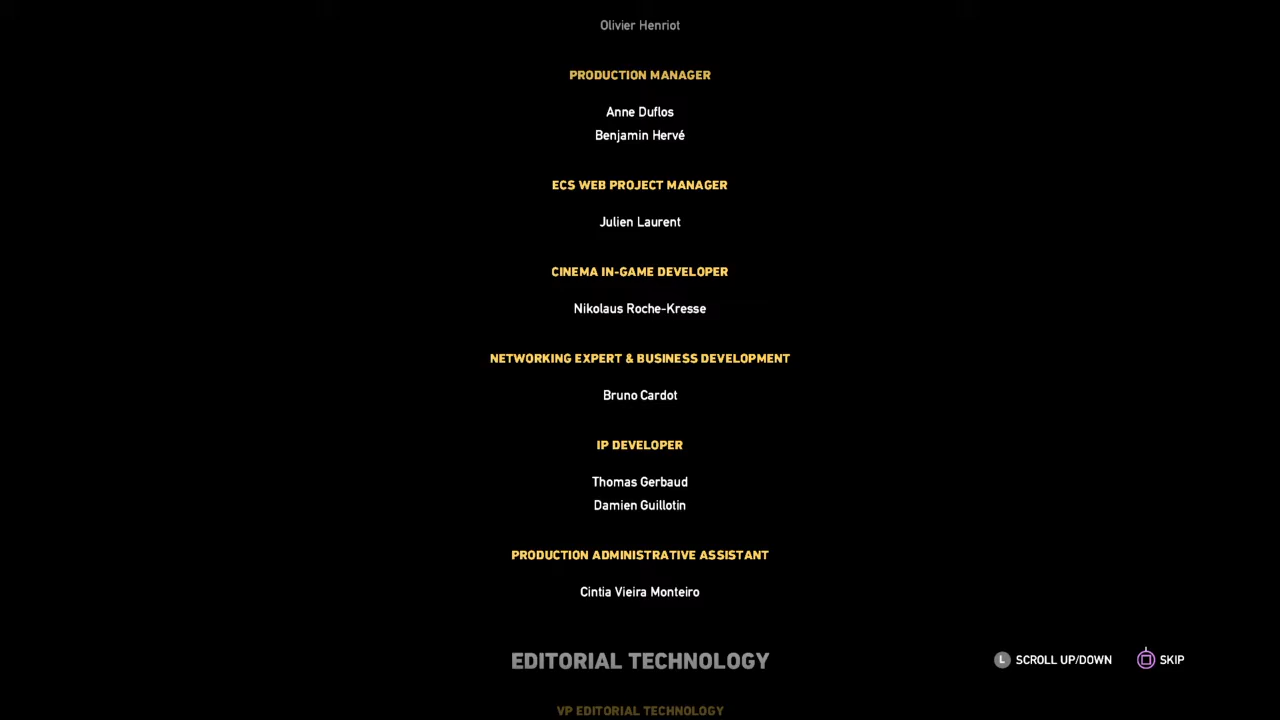 Olivier Henriot
PRODUCTION MANAGER
Anne Duflos
Benjamin Hervé
ECS WEB PROJECT MANAGER
Julien Laurent
CINEMA IN-GAME DEVELOPER
Nikolaus Roche-Kresse
NETWORKING EXPERT & BUSINESS DEVELOPMENT
Bruno Cardot
IP DEVELOPER
Thomas Gerbaud
Damien Guillotin
PRODUCTION ADMINISTRATIVE ASSISTANT
Cintia Vieira Monteiro
EDITORIAL TECHNOLOGY
L SCROLL UP/DOWN SKIP
VP EDITORIAL TECHNOLOGY